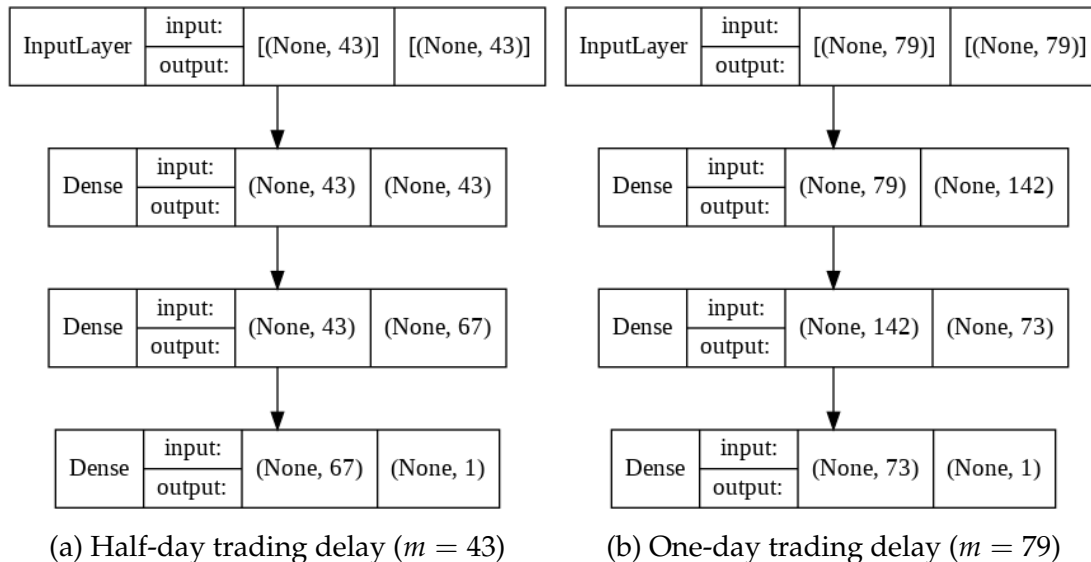 InputLayer
input:
output:
[(None, 43)]
[(None, 43)]
Dense
input:
output:
(None, 43)
(None, 43)
Dense
input:
output:
(None, 43)
(None, 67)
Dense
input:
output:
(None, 67)
(None, 1)
(a) Half-day trading delay (m = 43)
InputLayer
input:
output:
[(None, 79)]
[(None, 79)]
Dense
input:
output:
(None, 79)
(None, 142)
Dense
input:
output:
(None, 142)
(None, 73)
Dense
input:
output:
(None, 73)
(None, 1)
(b) One-day trading delay (m = 79)